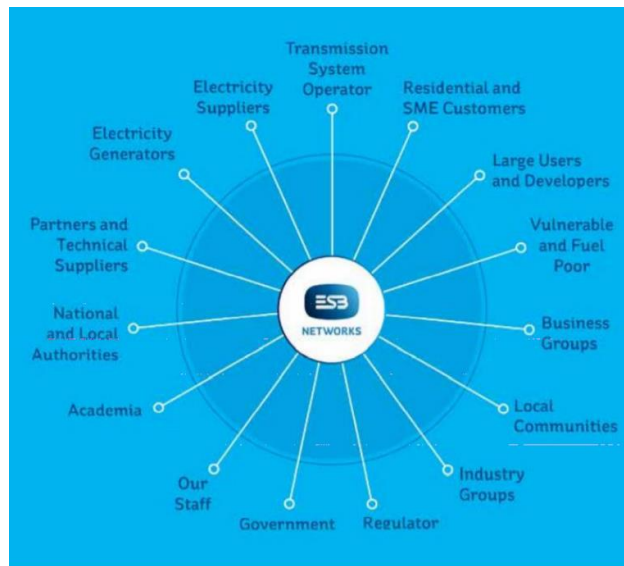 Transmission
System
Operator
Residential and
SME Customers
Large Users
and Developers
Vulnerable
and Fuel
Poor
Business
Groups
Local
Communities
Industry
Groups
Regulator
Government
Our
Staff
Academia
National
and Local
Authorities
Partners and
Technical
Suppliers
Electricity
Generators
Electricity
Suppliers
ESB
NETWORKS